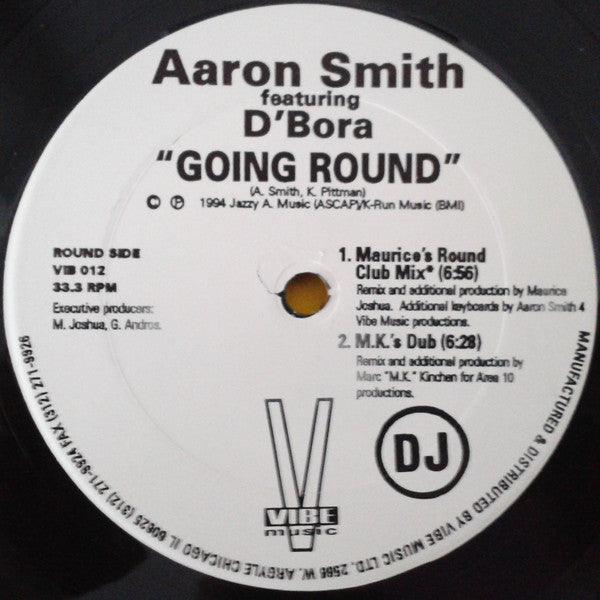 Aaron Smith
featuring
D'Bora
"GOING ROUND"
(A. Smith, K. Pittman)
© ℗ 1994 Jazzy A. Music (ASCAP)/K-Run Music (BMI)
ROUND SIDE
VIB 012
33.3 RPM
Executive producers:
M. Joshua, G. Andros.
1. Maurice's Round
Club Mix* (6:56)
Remix and additional production by Maurice
Joshua. Additional keyboards by Aaron Smith 4
Vibe Music productions.
2. M.K.'s Dub (6:28)
Remix and additional production by
Marc "M.K." Kinchen for Area 10
productions.
DJ
VIBE
music
MANUFACTURED & DISTRIBUTED BY VIBE MUSIC LTD. 2566 W. ARGYLE CHICAGO IL 60625 (312) 271-8924 FAX (312) 271-8926